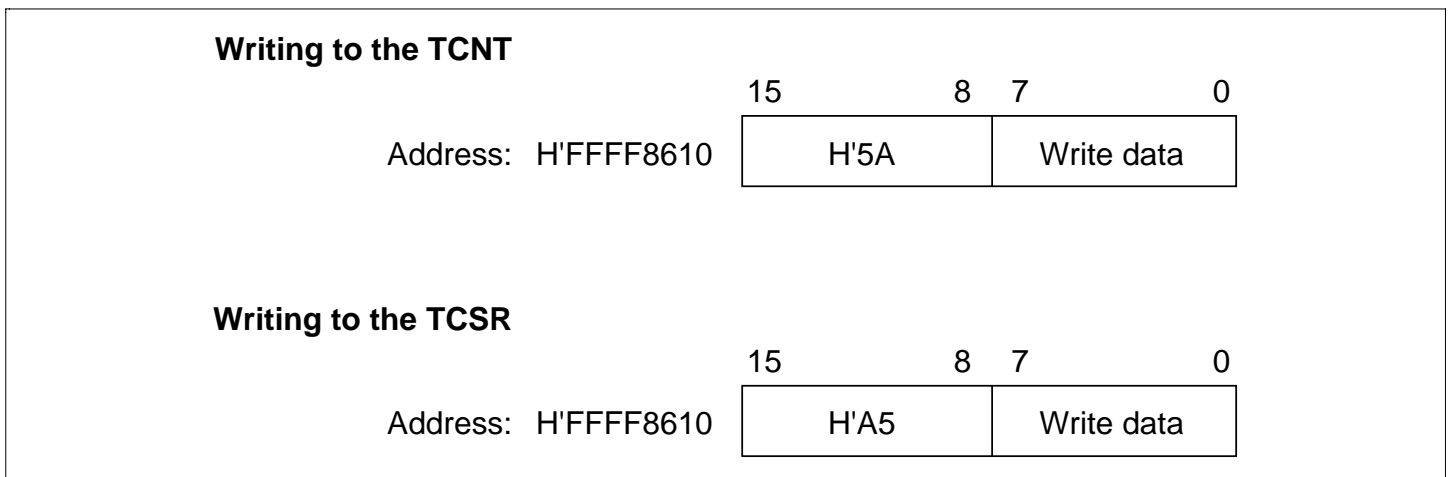 Writing to the TCNT
15 8 7 0
Address: H'FFFF8610 H'5A Write data
Writing to the TCSR
15 8 7 0
Address: H'FFFF8610 H'A5 Write data